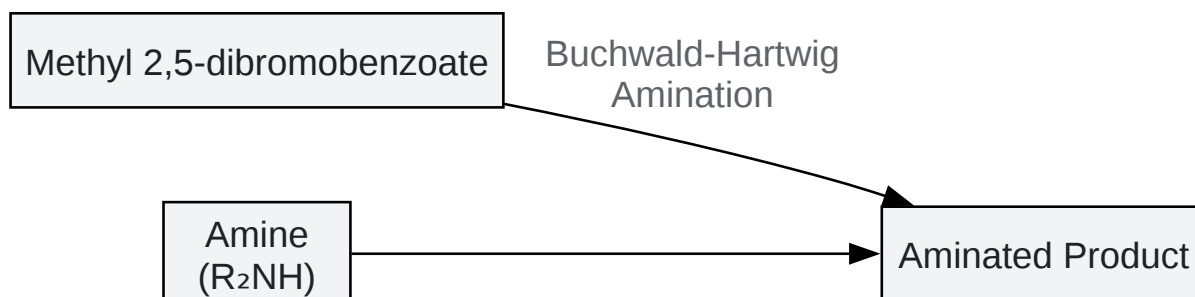 Methyl 2,5-dibromobenzoate
Buchwald-Hartwig
Amination
Amine
(R₂NH)
Aminated Product